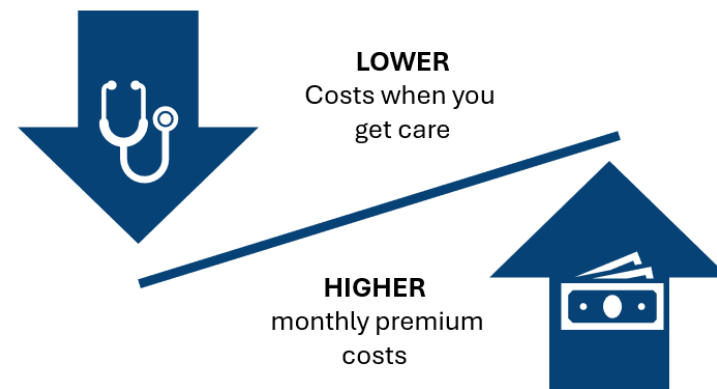 LOWER
Costs when you
get care
HIGHER
monthly premium
costs